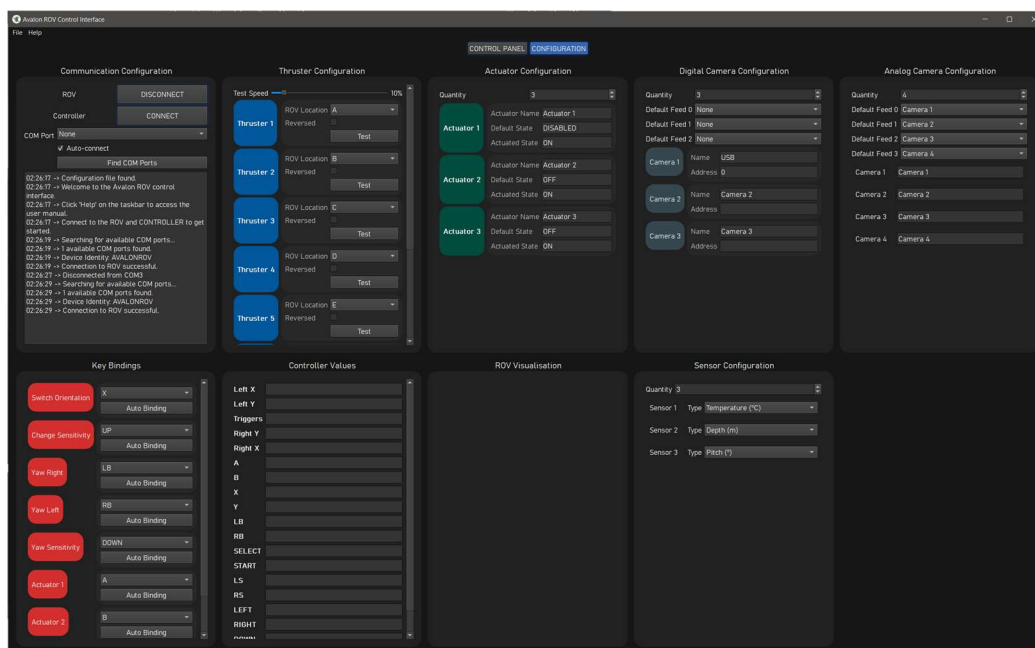 Avalon ROV Control Interface
File Help
CONTROL PANEL CONFIGURATION
Communication Configuration
ROV DISCONNECT
Controller CONNECT
COM Port None
Auto-connect
Find COM Ports
02:26:17 -> Configuration file found.
02:26:17 -> Welcome to the Avalon ROV control
interface.
02:26:17 -> Click 'Help' on the taskbar to access the
user manual.
02:26:17 -> Connect to the ROV and CONTROLLER to get
started.
02:26:19 -> Searching for available COM ports...
02:26:19 -> 1 available COM ports found.
02:26:19 -> Device Identity: AVALONROV
02:26:19 -> Connection to ROV successful.
02:26:27 -> Disconnected from COM3
02:26:29 -> Searching for available COM ports...
02:26:29 -> 1 available COM ports found.
02:26:29 -> Device Identity: AVALONROV
02:26:29 -> Connection to ROV successful.
Thruster Configuration
Test Speed 10%
Thruster 1
ROV Location A
Reversed
Test
Thruster 2
ROV Location B
Reversed
Test
Thruster 3
ROV Location C
Reversed
Test
Thruster 4
ROV Location D
Reversed
Test
Thruster 5
ROV Location E
Reversed
Test
Actuator Configuration
Quantity 3
Actuator 1
Actuator Name Actuator 1
Default State DISABLED
Actuated State ON
Actuator 2
Actuator Name Actuator 2
Default State OFF
Actuated State ON
Actuator 3
Actuator Name Actuator 3
Default State OFF
Actuated State ON
Digital Camera Configuration
Quantity 3
Default Feed 0 None
Default Feed 1 None
Default Feed 2 None
Camera 1
Name USB
Address 0
Camera 2
Name Camera 2
Address
Camera 3
Name Camera 3
Address
Analog Camera Configuration
Quantity 4
Default Feed 0 Camera 1
Default Feed 1 Camera 2
Default Feed 2 Camera 3
Default Feed 3 Camera 4
Camera 1 Camera 1
Camera 2 Camera 2
Camera 3 Camera 3
Camera 4 Camera 4
Key Bindings
Switch Orientation X
Auto Binding
Change Sensitivity UP
Auto Binding
Yaw Right LB
Auto Binding
Yaw Left RB
Auto Binding
Yaw Sensitivity DOWN
Auto Binding
Actuator 1 A
Auto Binding
Actuator 2 B
Auto Binding
Controller Values
Left X
Left Y
Triggers
Right Y
Right X
A
B
X
Y
LB
RB
SELECT
START
LS
RS
LEFT
RIGHT
DOWN
ROV Visualisation
Sensor Configuration
Quantity 3
Sensor 1 Type Temperature (°C)
Sensor 2 Type Depth (m)
Sensor 3 Type Pitch (°)